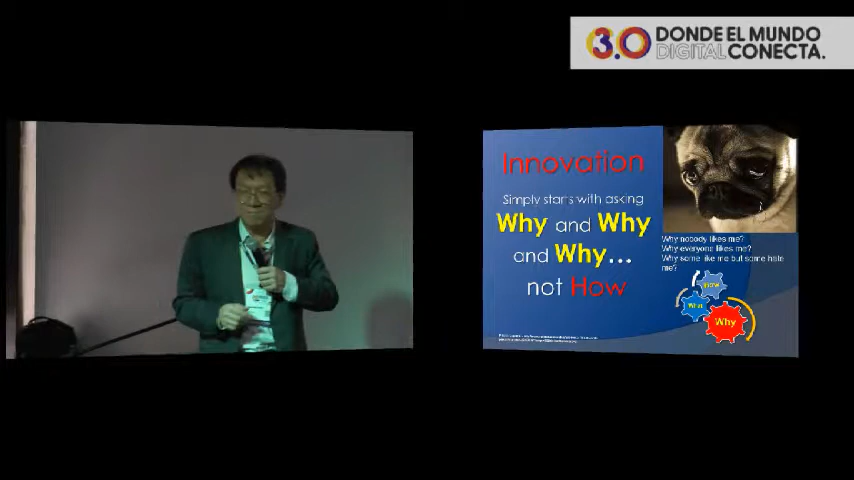 3.0 DONDE EL MUNDO
DIGITAL CONECTA.
Innovation
Simply starts with asking
Why and Why
and Why...
not How
Why nobody likes me?
Why everyone likes me?
Why some like me but some hate
me?
How
What
Why